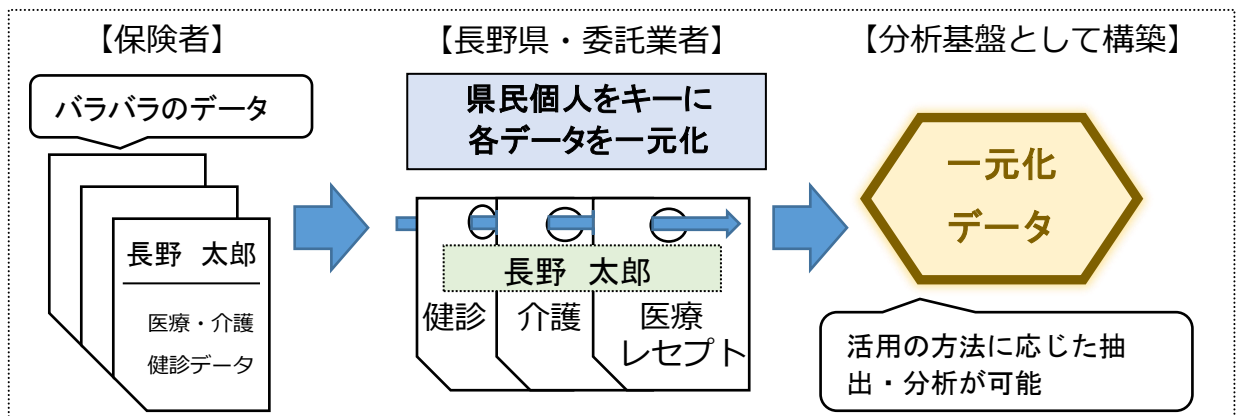 【保険者】
バラバラのデータ
長野 太郎
医療・介護
健診データ
【長野県・委託業者】
県民個人をキーに
各データを一元化
長野 太郎
健診
介護
医療
レセプト
【分析基盤として構築】
一元化
データ
活用の方法に応じた抽
出・分析が可能